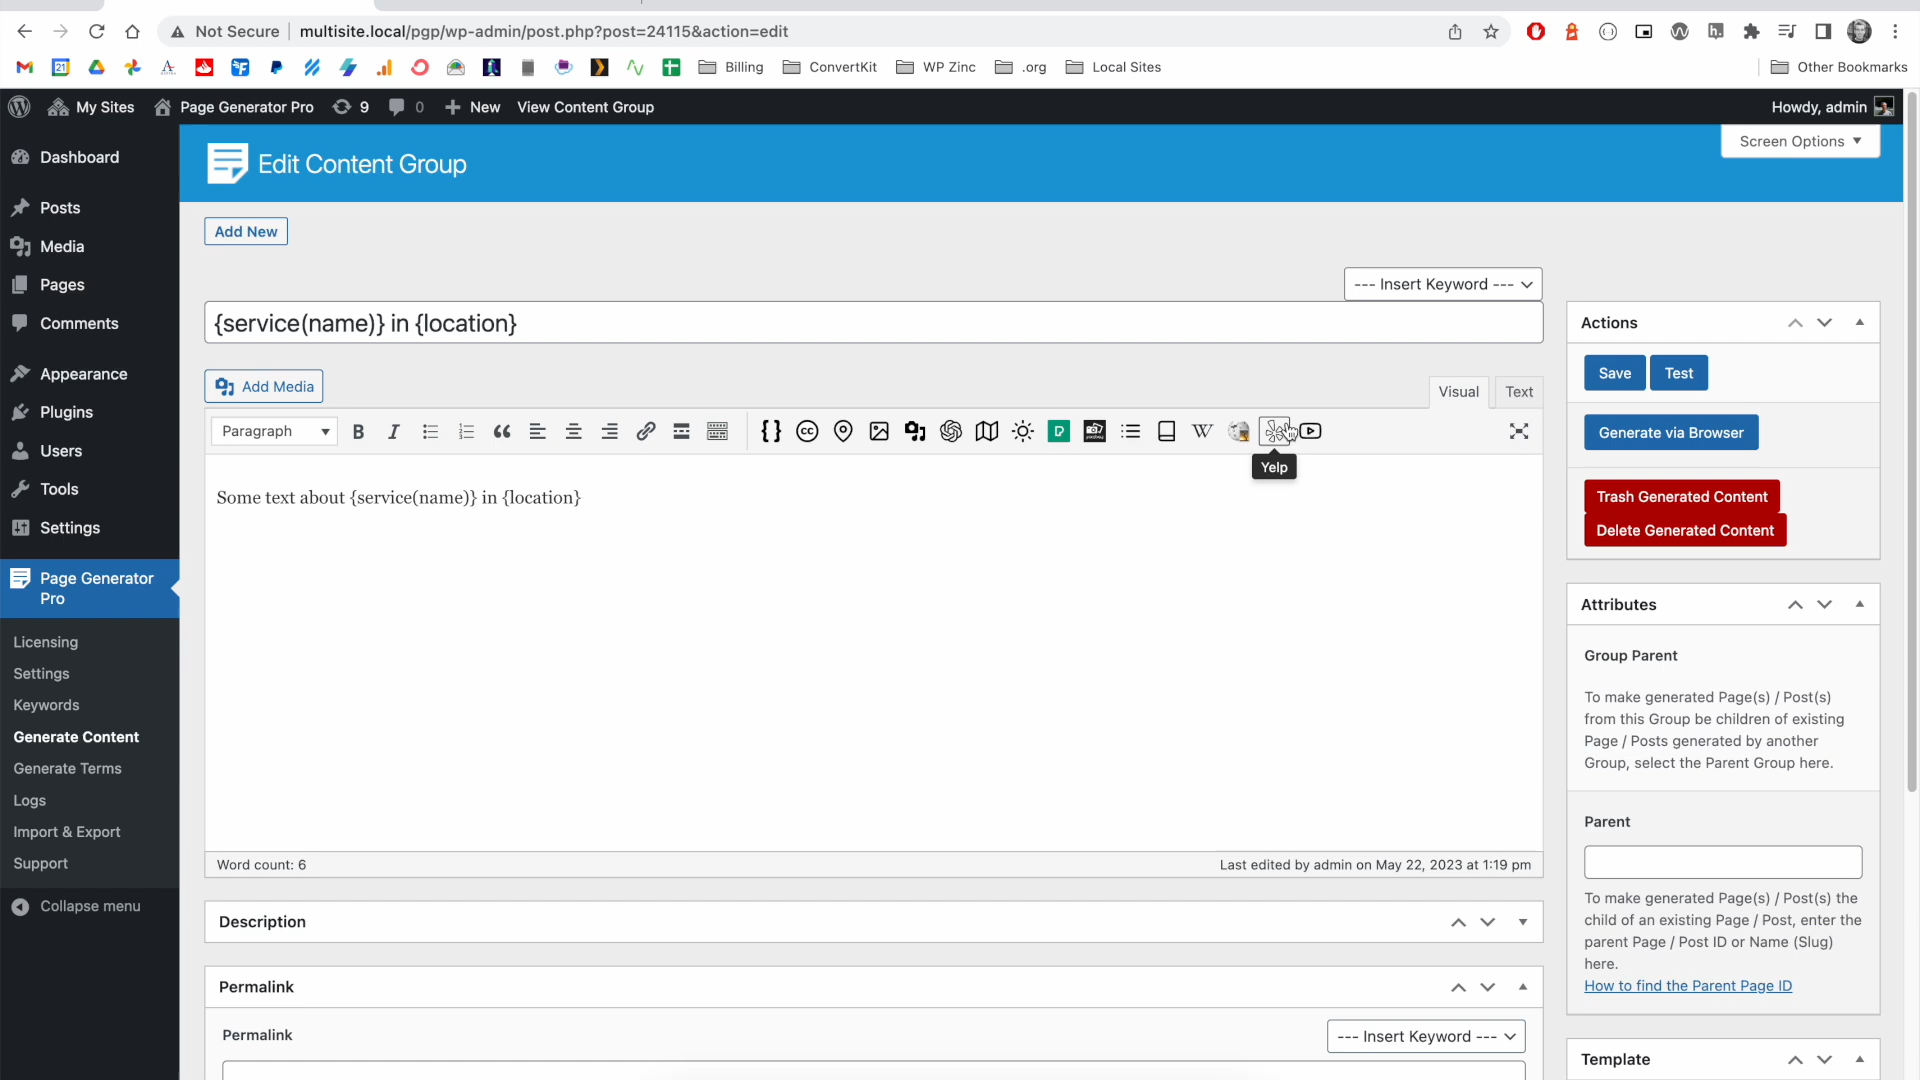 Not Secure
multisite.local/pgp/wp-admin/post.php?post=24115&action=edit
Billing
ConvertKit
WP Zinc
.org
Local Sites
Other Bookmarks
My Sites
Page Generator Pro
9
0
New
View Content Group
Howdy, admin
Dashboard
Posts
Media
Pages
Comments
Appearance
Plugins
Users
Tools
Settings
Page Generator
Pro
Licensing
Settings
Keywords
Generate Content
Generate Terms
Logs
Import & Export
Support
Collapse menu
Edit Content Group
Screen Options
Add New
--- Insert Keyword ---
{service(name)} in {location}
Add Media
Visual
Text
Paragraph
Yelp
Some text about {service(name)} in {location}
Word count: 6
Last edited by admin on May 22, 2023 at 1:19 pm
Description
Permalink
Permalink
--- Insert Keyword ---
Actions
Save
Test
Generate via Browser
Trash Generated Content
Delete Generated Content
Attributes
Group Parent
To make generated Page(s) / Post(s)
from this Group be children of existing
Page / Posts generated by another
Group, select the Parent Group here.
Parent
To make generated Page(s) / Post(s) the
child of an existing Page / Post, enter the
parent Page / Post ID or Name (Slug)
here.
How to find the Parent Page ID
Template